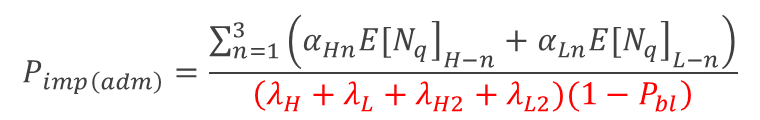 P_{imp(adm)} = \frac{\sum_{n=1}^{3} \left( \alpha_{Hn} E[N_q]_{H-n} + \alpha_{Ln} E[N_q]_{L-n} \right)}{(\lambda_H + \lambda_L + \lambda_{H2} + \lambda_{L2})(1 - P_{bl})}